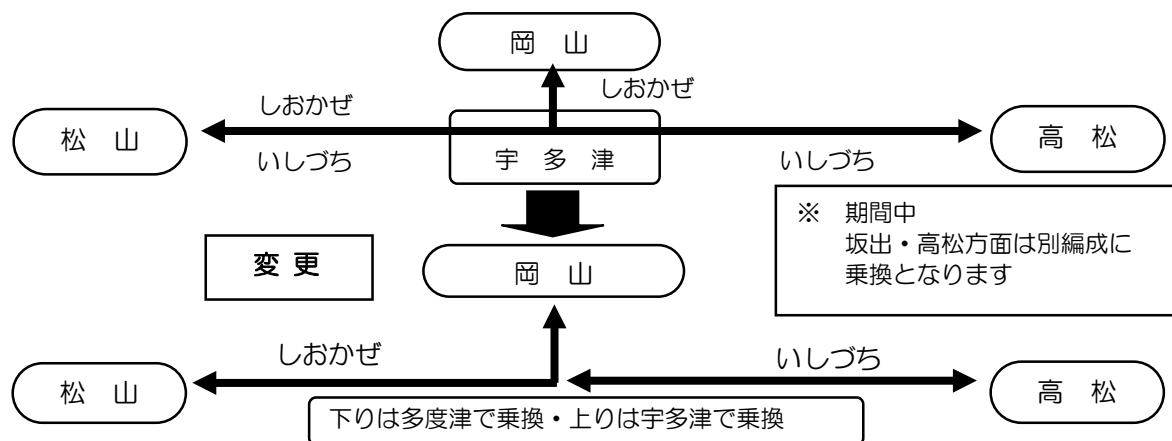 岡 山
しおかぜ
しおかぜ
松 山
宇 多 津
高 松
いしづち
いしづち
※ 期間中
坂出・高松方面は別編成に
乗換となります
変 更
岡 山
しおかぜ
いしづち
松 山
高 松
下りは多度津で乗換・上りは宇多津で乗換